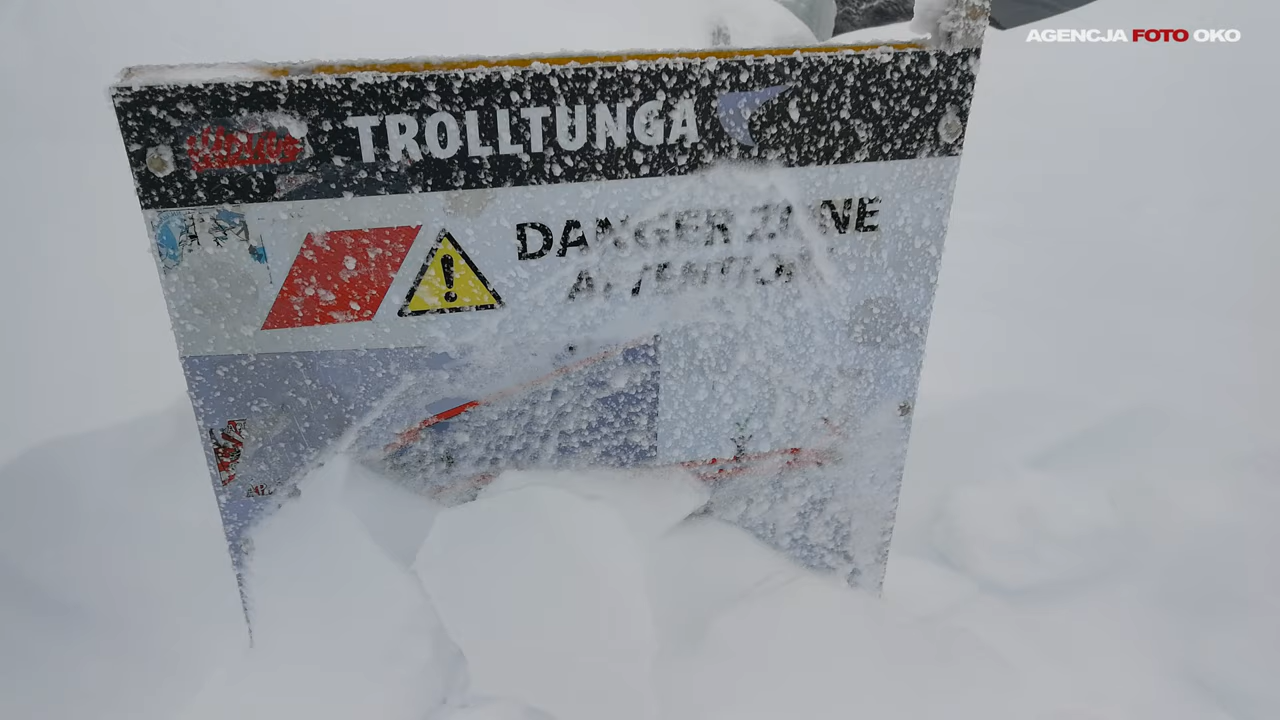 AGENCJA FOTO OKO
TROLLTUNGA
DANGER ZONE
ATTENTION